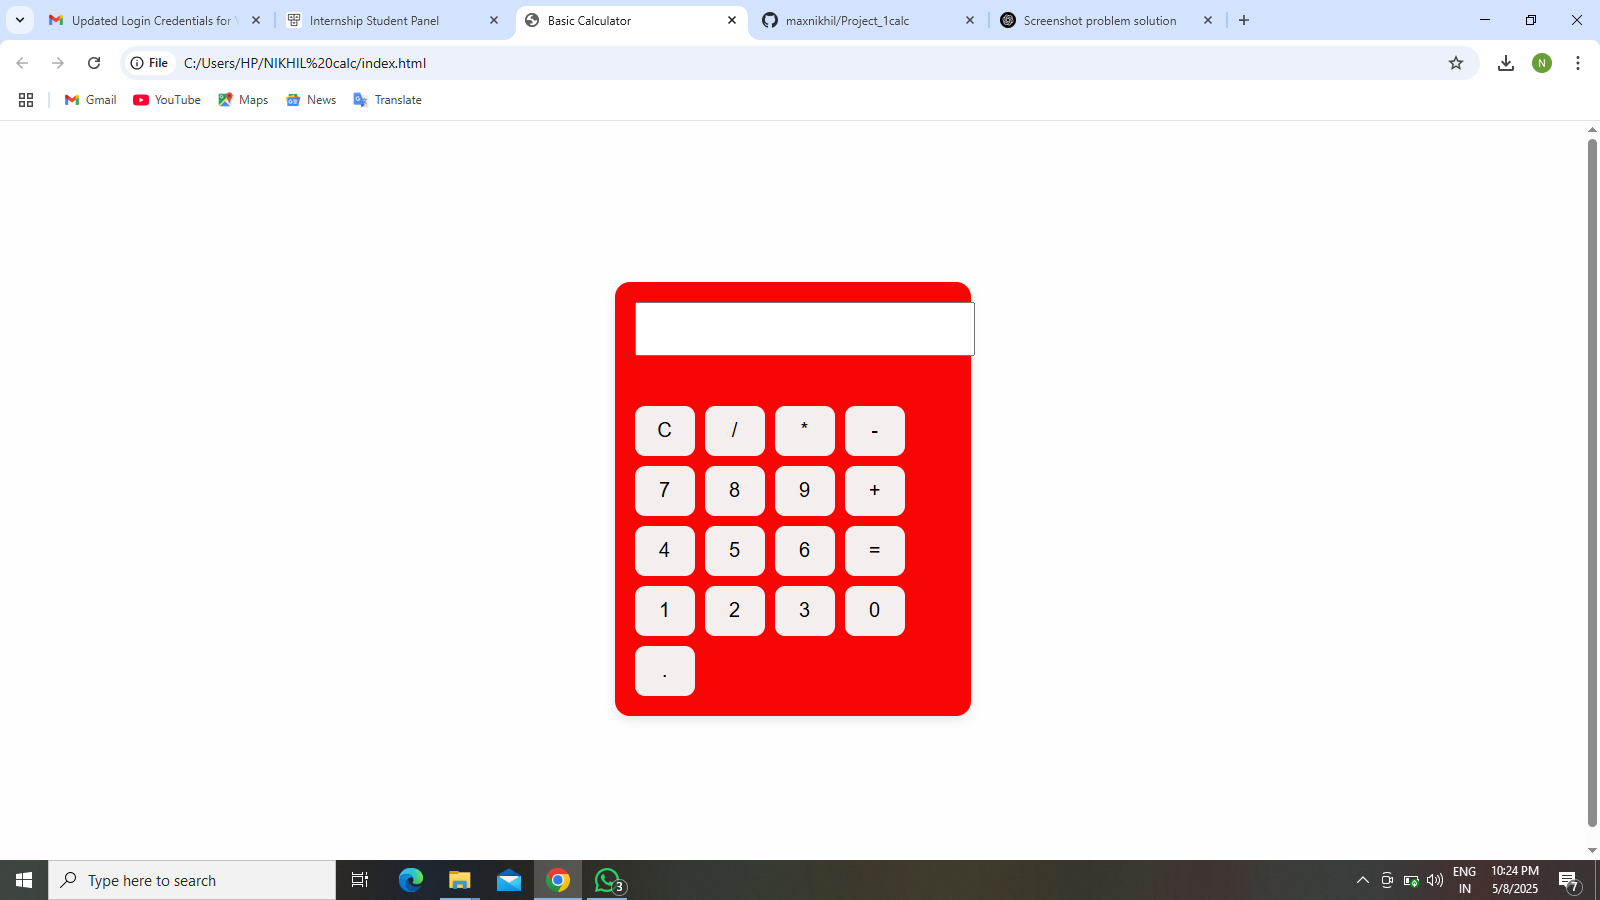 Updated Login Credentials for
Internship Student Panel
Basic Calculator
maxnikhil/Project_1calc
Screenshot problem solution
File
C:/Users/HP/NIKHIL%20calc/index.html
N
Gmail
YouTube
Maps
News
Translate
C / * -
7 8 9 +
4 5 6 =
1 2 3 0
.
Type here to search
3
ENG
IN
10:24 PM
5/8/2025
7